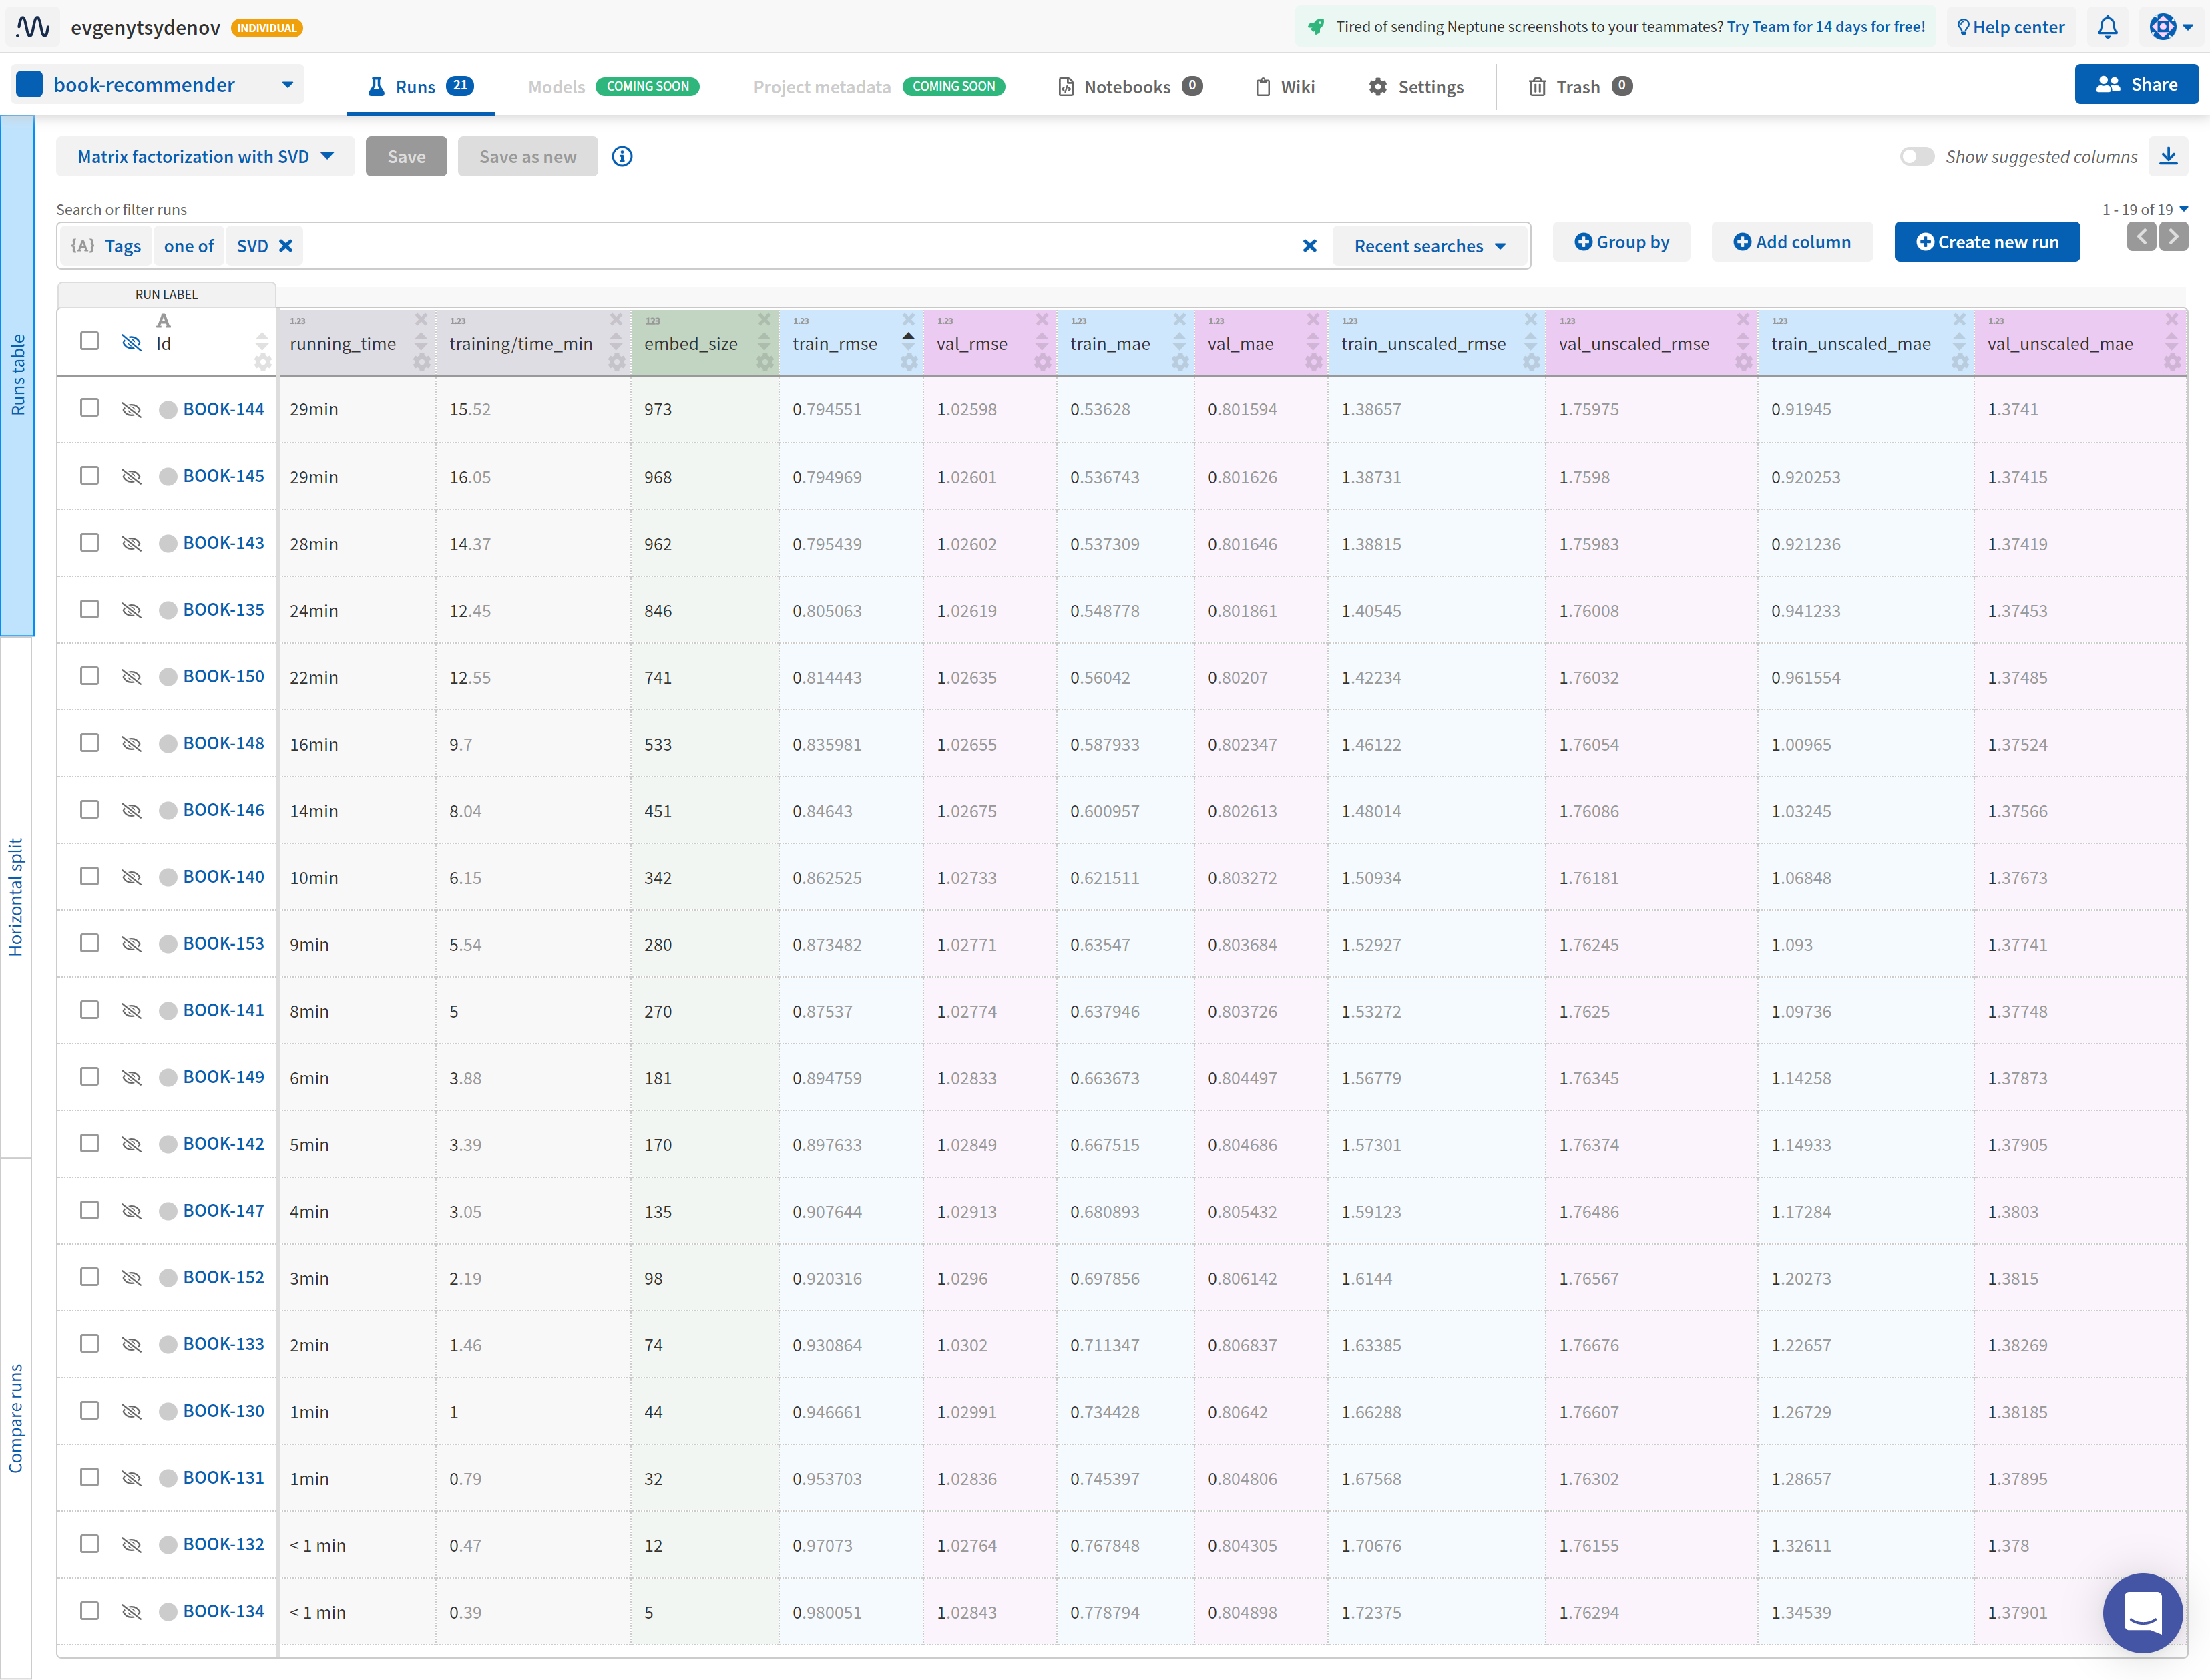 evgenytsydenov INDIVIDUAL Tired of sending Neptune screenshots to your teammates? Try Team for 14 days for free! Help center
book-recommender Runs 21 Models COMING SOON Project metadata COMING SOON Notebooks 0 Wiki Settings Trash 0 Share
Matrix factorization with SVD Save Save as new Show suggested columns
Search or filter runs 1 - 19 of 19
{A} Tags one of SVD Recent searches Group by Add column Create new run
RUN LABEL
A 1.23 1.23 123 1.23 1.23 1.23 1.23 1.23 1.23 1.23 1.23
Id running_time training/time_min embed_size train_rmse val_rmse train_mae val_mae train_unscaled_rmse val_unscaled_rmse train_unscaled_mae val_unscaled_mae
BOOK-144 29min 15.52 973 0.794551 1.02598 0.53628 0.801594 1.38657 1.75975 0.91945 1.3741
BOOK-145 29min 16.05 968 0.794969 1.02601 0.536743 0.801626 1.38731 1.7598 0.920253 1.37415
BOOK-143 28min 14.37 962 0.795439 1.02602 0.537309 0.801646 1.38815 1.75983 0.921236 1.37419
BOOK-135 24min 12.45 846 0.805063 1.02619 0.548778 0.801861 1.40545 1.76008 0.941233 1.37453
BOOK-150 22min 12.55 741 0.814443 1.02635 0.56042 0.80207 1.42234 1.76032 0.961554 1.37485
BOOK-148 16min 9.7 533 0.835981 1.02655 0.587933 0.802347 1.46122 1.76054 1.00965 1.37524
BOOK-146 14min 8.04 451 0.84643 1.02675 0.600957 0.802613 1.48014 1.76086 1.03245 1.37566
BOOK-140 10min 6.15 342 0.862525 1.02733 0.621511 0.803272 1.50934 1.76181 1.06848 1.37673
BOOK-153 9min 5.54 280 0.873482 1.02771 0.63547 0.803684 1.52927 1.76245 1.093 1.37741
BOOK-141 8min 5 270 0.87537 1.02774 0.637946 0.803726 1.53272 1.7625 1.09736 1.37748
BOOK-149 6min 3.88 181 0.894759 1.02833 0.663673 0.804497 1.56779 1.76345 1.14258 1.37873
BOOK-142 5min 3.39 170 0.897633 1.02849 0.667515 0.804686 1.57301 1.76374 1.14933 1.37905
BOOK-147 4min 3.05 135 0.907644 1.02913 0.680893 0.805432 1.59123 1.76486 1.17284 1.3803
BOOK-152 3min 2.19 98 0.920316 1.0296 0.697856 0.806142 1.6144 1.76567 1.20273 1.3815
BOOK-133 2min 1.46 74 0.930864 1.0302 0.711347 0.806837 1.63385 1.76676 1.22657 1.38269
BOOK-130 1min 1 44 0.946661 1.02991 0.734428 0.80642 1.66288 1.76607 1.26729 1.38185
BOOK-131 1min 0.79 32 0.953703 1.02836 0.745397 0.804806 1.67568 1.76302 1.28657 1.37895
BOOK-132 < 1 min 0.47 12 0.97073 1.02764 0.767848 0.804305 1.70676 1.76155 1.32611 1.378
BOOK-134 < 1 min 0.39 5 0.980051 1.02843 0.778794 0.804898 1.72375 1.76294 1.34539 1.37901
Runs table
Horizontal split
Compare runs